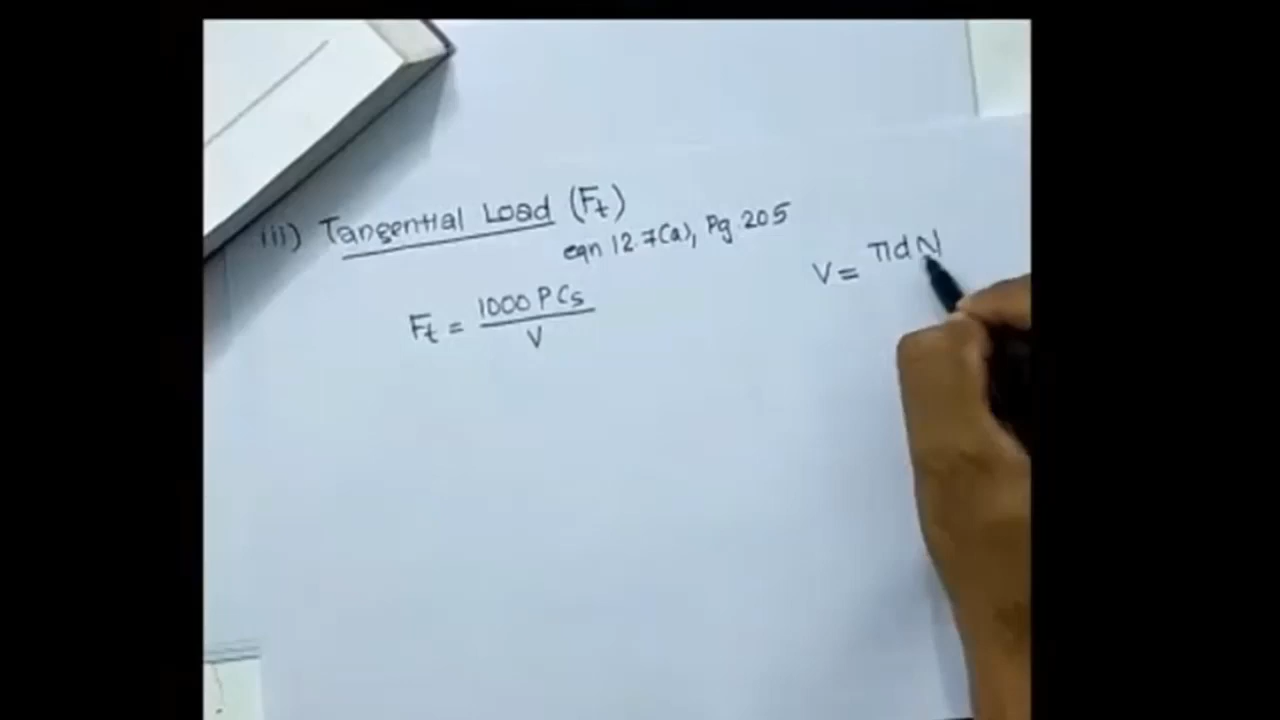 iii) Tangential Load (Ft)
eqn 12.7(a), Pg.205
Ft = 1000 P Cs / V
V = πdN